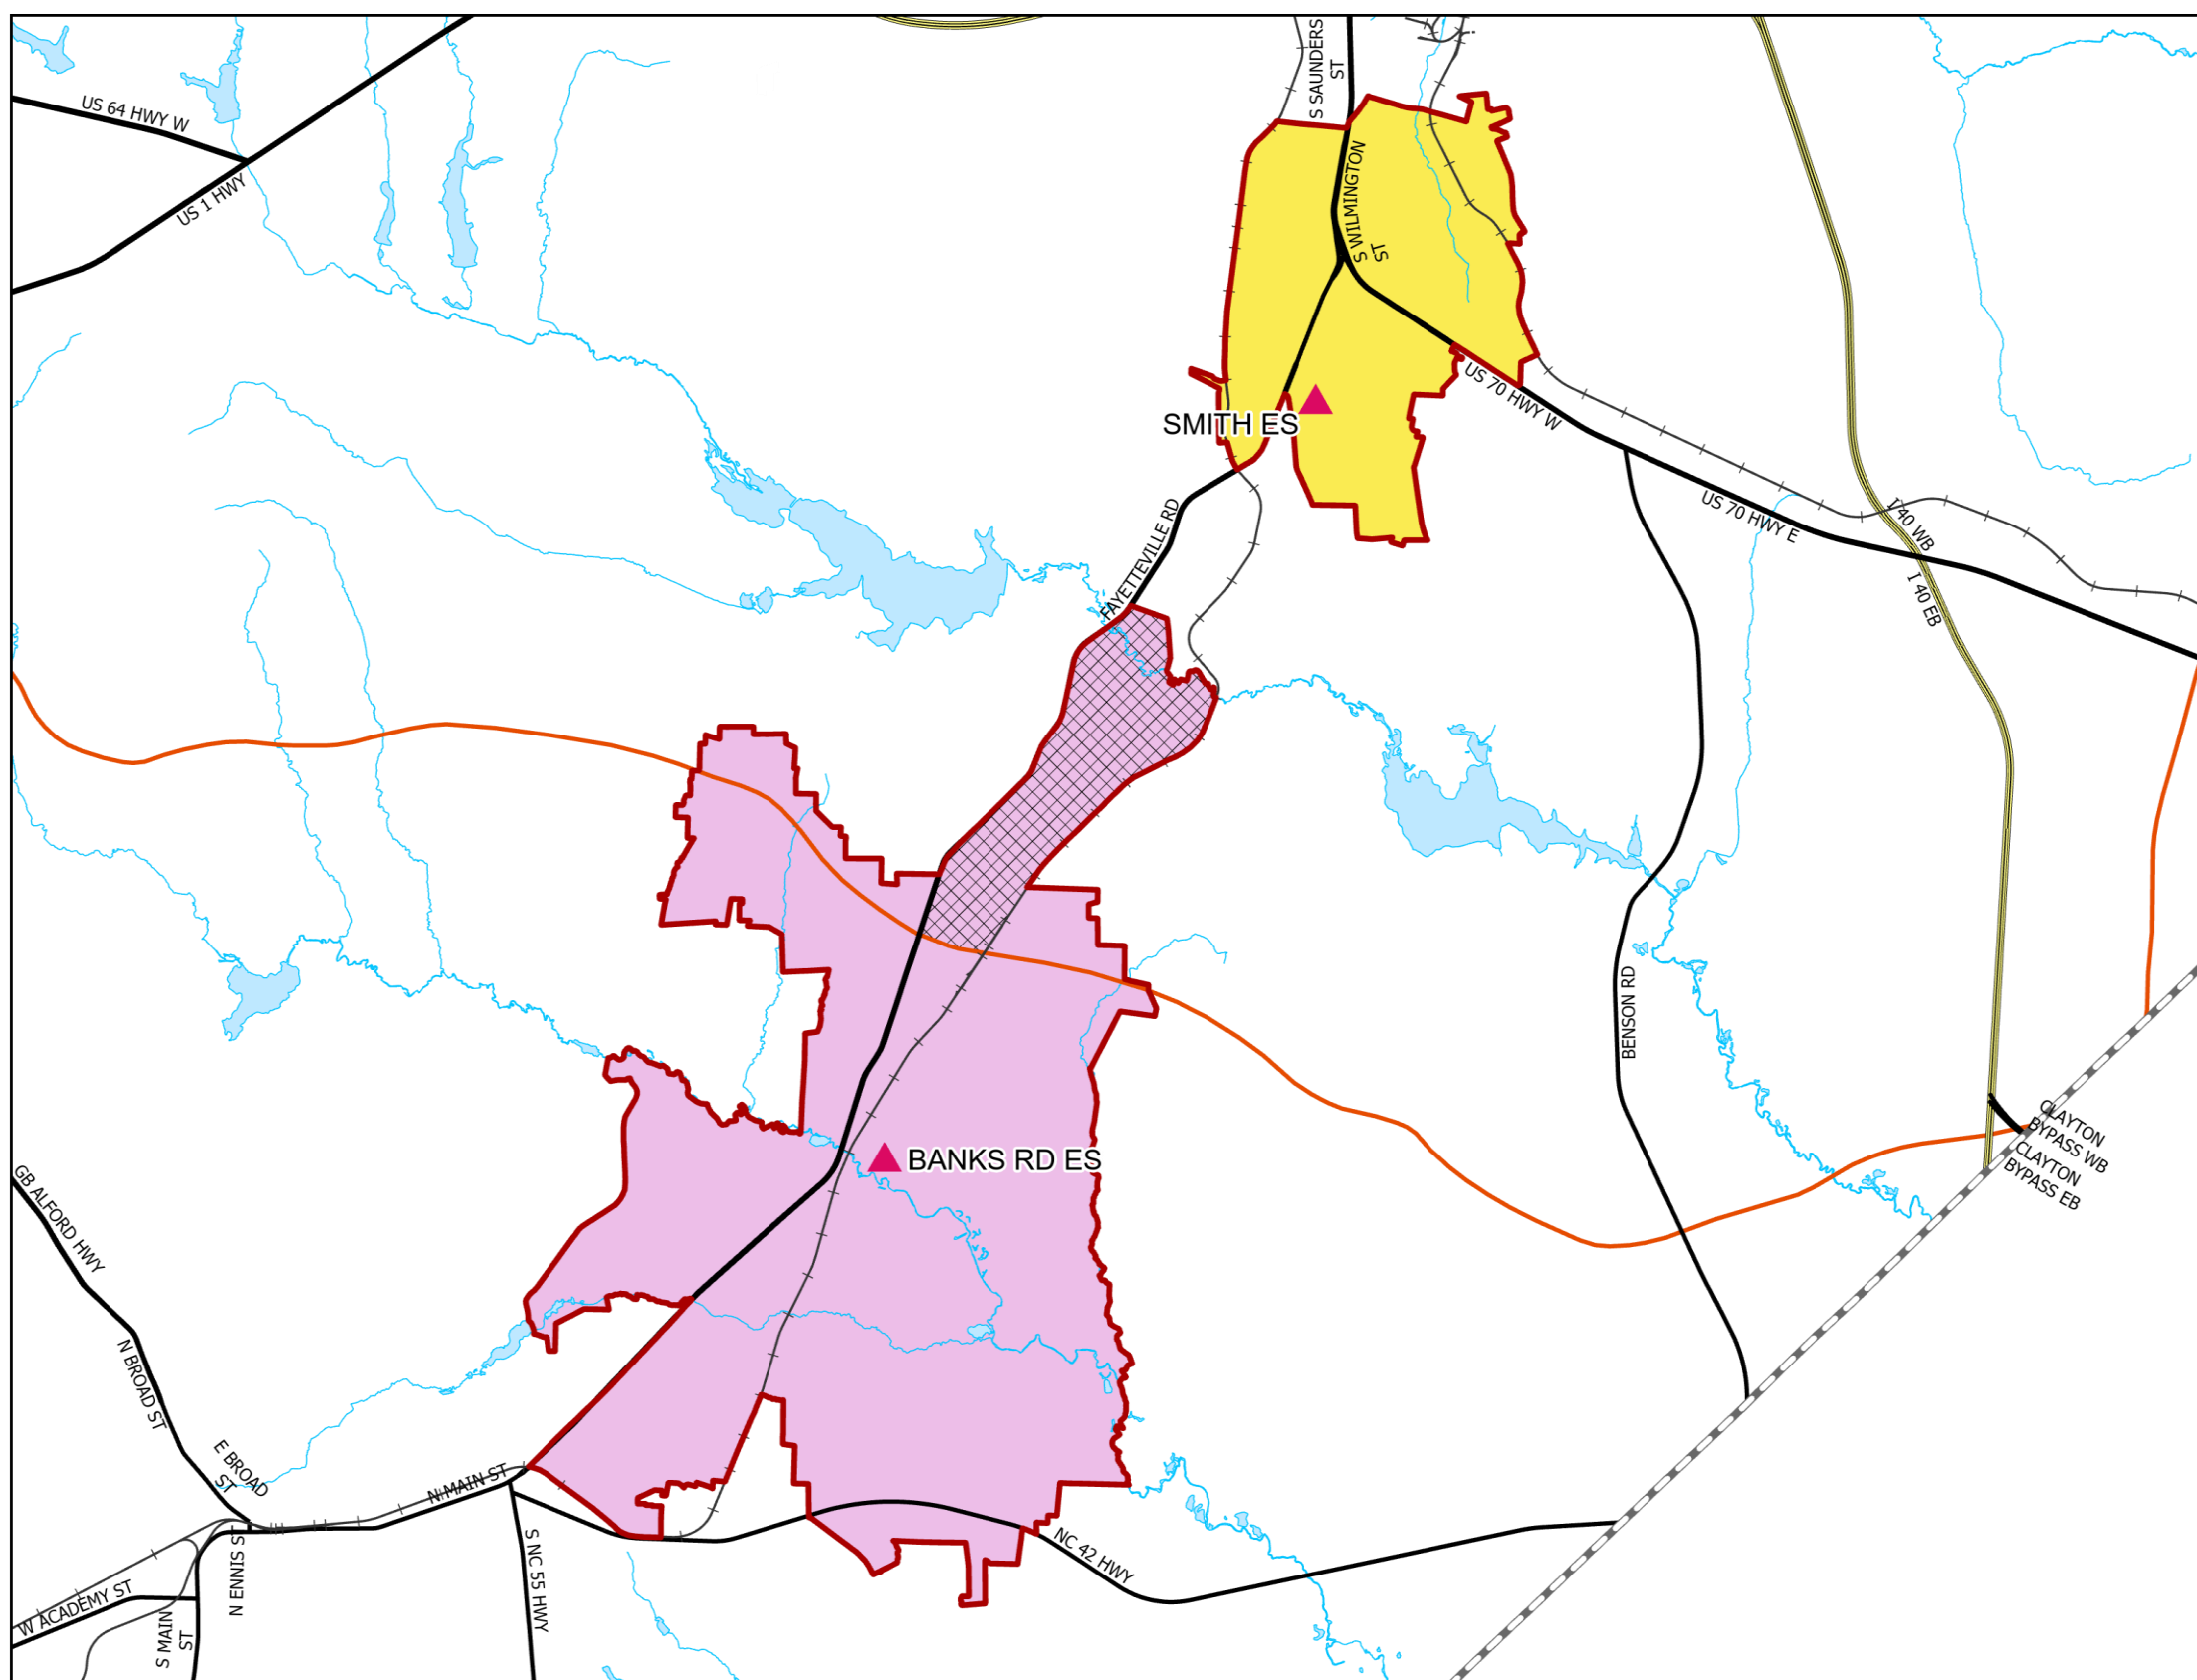 S SAUNDERS
ST
US 64 HWY W
US 1 HWY
S WILMINGTON
ST
SMITH ES
US 70 HWY W
US 70 HWY E
I 40 WB
I 40 EB
FAYETTEVILLE RD
BENSON RD
CLAYTON
BYPASS WB
CLAYTON
BYPASS EB
BANKS RD ES
GB ALFORD HWY
N BROAD ST
E BROAD
ST
N MAIN ST
N ENNIS ST
S NC 55 HWY
NC 42 HWY
W ACADEMY ST
S MAIN
ST